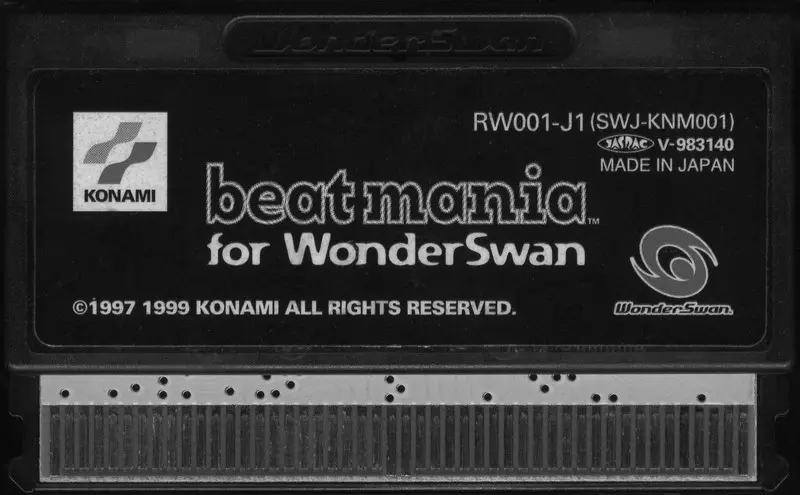 WonderSwan
RW001-J1(SWJ-KNM001)
JASRAC V-983140
MADE IN JAPAN
KONAMI
beatmania™
for WonderSwan
WonderSwan
©1997 1999 KONAMI ALL RIGHTS RESERVED.